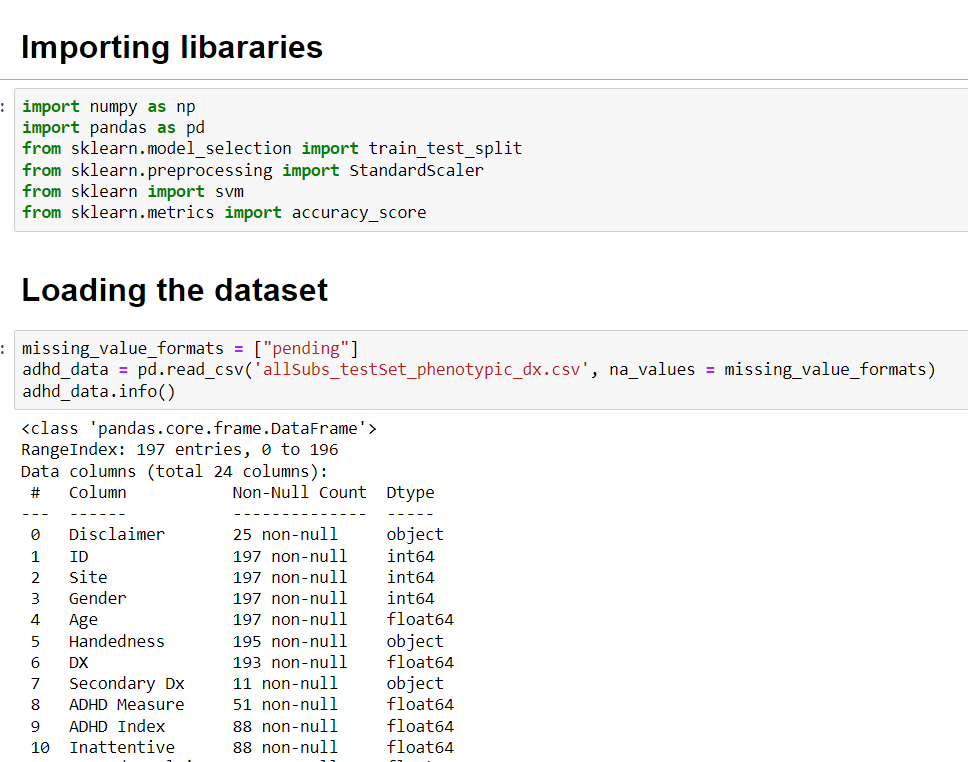 Importing libararies
:
import numpy as np
import pandas as pd
from sklearn.model_selection import train_test_split
from sklearn.preprocessing import StandardScaler
from sklearn import svm
from sklearn.metrics import accuracy_score
Loading the dataset
:
missing_value_formats = ["pending"]
adhd_data = pd.read_csv('allSubs_testSet_phenotypic_dx.csv', na_values = missing_value_formats)
adhd_data.info()
<class 'pandas.core.frame.DataFrame'>
RangeIndex: 197 entries, 0 to 196
Data columns (total 24 columns):
 #   Column           Non-Null Count  Dtype
---  ------           --------------  -----
 0   Disclaimer       25 non-null     object
 1   ID               197 non-null    int64
 2   Site             197 non-null    int64
 3   Gender           197 non-null    int64
 4   Age              197 non-null    float64
 5   Handedness       195 non-null    object
 6   DX               193 non-null    float64
 7   Secondary Dx     11 non-null     object
 8   ADHD Measure     51 non-null     float64
 9   ADHD Index       88 non-null     float64
 10  Inattentive      88 non-null     float64